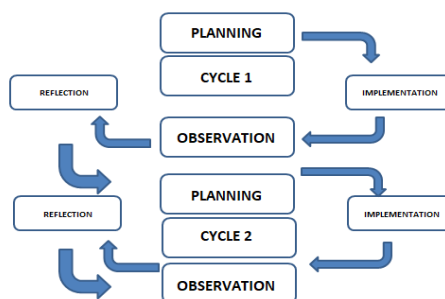 PLANNING
CYCLE 1
REFLECTION
IMPLEMENTATION
OBSERVATION
PLANNING
REFLECTION
IMPLEMENTATION
CYCLE 2
OBSERVATION